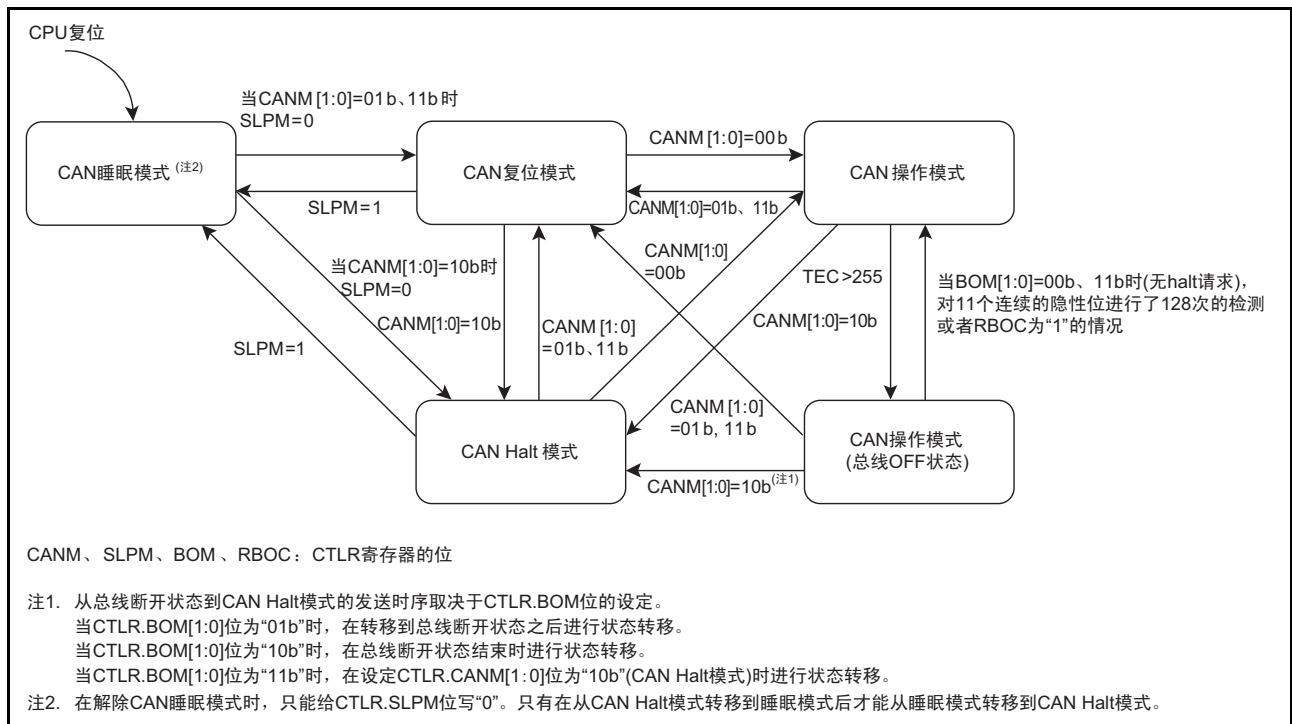 CPU复位
当CANM [1:0]=01b、11b时
SLPM=0
CANM [1:0]=00b
CAN睡眠模式 (注2)
CAN复位模式
CAN 操作模式
SLPM=1
CANM[1:0]=01b、11b
当CANM[1:0]=10b时
SLPM=0
CANM[1:0]
=00b
TEC>255
当BOM[1:0]=00b、11b时(无halt请求),
对11个连续的隐性位进行了128次的检测
或者RBOC为“1”的情况
CANM[1:0]=10b
CANM [1:0]
=01b、11b
CANM[1:0]=10b
SLPM=1
CANM [1:0]
=01b, 11b
CAN Halt 模式
CAN操作模式
(总线OFF状态)
CANM[1:0]=10b(注1)
CANM、SLPM、BOM、RBOC：CTLR寄存器的位
注1. 从总线断开状态到CAN Halt模式的发送时序取决于CTLR.BOM位的设定。
当CTLR.BOM[1:0]位为“01b”时，在转移到总线断开状态之后进行状态转移。
当CTLR.BOM[1:0]位为“10b”时，在总线断开状态结束时进行状态转移。
当CTLR.BOM[1:0]位为“11b”时，在设定CTLR.CANM[1:0]位为“10b”(CAN Halt模式)时进行状态转移。
注2. 在解除CAN睡眠模式时，只能给CTLR.SLPM位写“0”。只有在从CAN Halt模式转移到睡眠模式后才能从睡眠模式转移到CAN Halt模式。